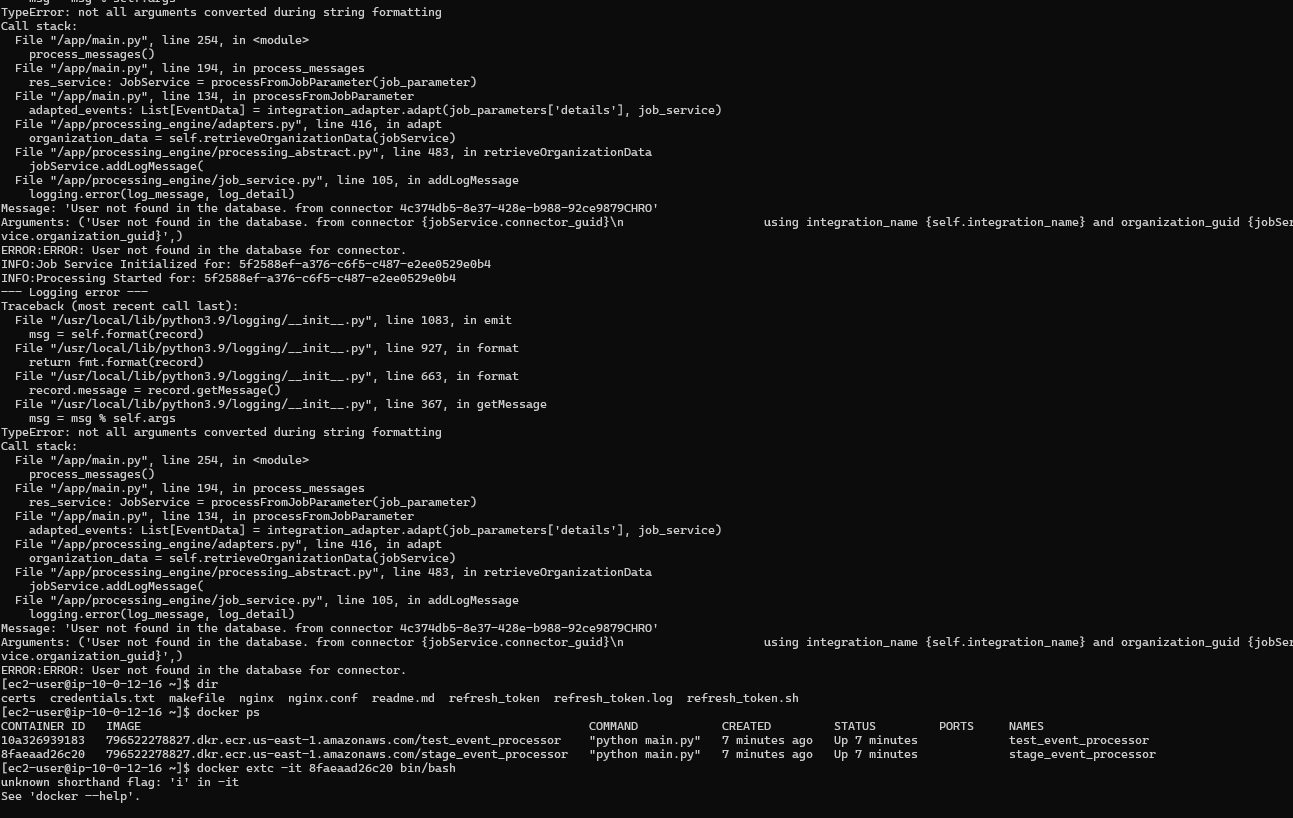 msg = msg % self.args
TypeError: not all arguments converted during string formatting
Call stack:
  File "/app/main.py", line 254, in <module>
    process_messages()
  File "/app/main.py", line 194, in process_messages
    res_service: JobService = processFromJobParameter(job_parameter)
  File "/app/main.py", line 134, in processFromJobParameter
    adapted_events: List[EventData] = integration_adapter.adapt(job_parameters['details'], job_service)
  File "/app/processing_engine/adapters.py", line 416, in adapt
    organization_data = self.retrieveOrganizationData(jobService)
  File "/app/processing_engine/processing_abstract.py", line 483, in retrieveOrganizationData
    jobService.addLogMessage(
  File "/app/processing_engine/job_service.py", line 105, in addLogMessage
    logging.error(log_message, log_detail)
Message: 'User not found in the database. from connector 4c374db5-8e37-428e-b988-92ce9879CHRO'
Arguments: ('User not found in the database. from connector {jobService.connector_guid}\n                    using integration_name {self.integration_name} and organization_guid {jobSer
vice.organization_guid}',)
ERROR:ERROR: User not found in the database for connector.
INFO:Job Service Initialized for: 5f2588ef-a376-c6f5-c487-e2ee0529e0b4
INFO:Processing Started for: 5f2588ef-a376-c6f5-c487-e2ee0529e0b4
--- Logging error ---
Traceback (most recent call last):
  File "/usr/local/lib/python3.9/logging/__init__.py", line 1083, in emit
    msg = self.format(record)
  File "/usr/local/lib/python3.9/logging/__init__.py", line 927, in format
    return fmt.format(record)
  File "/usr/local/lib/python3.9/logging/__init__.py", line 663, in format
    record.message = record.getMessage()
  File "/usr/local/lib/python3.9/logging/__init__.py", line 367, in getMessage
    msg = msg % self.args
TypeError: not all arguments converted during string formatting
Call stack:
  File "/app/main.py", line 254, in <module>
    process_messages()
  File "/app/main.py", line 194, in process_messages
    res_service: JobService = processFromJobParameter(job_parameter)
  File "/app/main.py", line 134, in processFromJobParameter
    adapted_events: List[EventData] = integration_adapter.adapt(job_parameters['details'], job_service)
  File "/app/processing_engine/adapters.py", line 416, in adapt
    organization_data = self.retrieveOrganizationData(jobService)
  File "/app/processing_engine/processing_abstract.py", line 483, in retrieveOrganizationData
    jobService.addLogMessage(
  File "/app/processing_engine/job_service.py", line 105, in addLogMessage
    logging.error(log_message, log_detail)
Message: 'User not found in the database. from connector 4c374db5-8e37-428e-b988-92ce9879CHRO'
Arguments: ('User not found in the database. from connector {jobService.connector_guid}\n                    using integration_name {self.integration_name} and organization_guid {jobSer
vice.organization_guid}',)
ERROR:ERROR: User not found in the database for connector.
[ec2-user@ip-10-0-12-16 ~]$ dir
certs  credentials.txt  makefile  nginx  nginx.conf  readme.md  refresh_token  refresh_token.log  refresh_token.sh
[ec2-user@ip-10-0-12-16 ~]$ docker ps
CONTAINER ID   IMAGE                                                                COMMAND            CREATED         STATUS         PORTS     NAMES
10a326939183   796522278827.dkr.ecr.us-east-1.amazonaws.com/test_event_processor    "python main.py"   7 minutes ago   Up 7 minutes             test_event_processor
8faeaad26c20   796522278827.dkr.ecr.us-east-1.amazonaws.com/stage_event_processor   "python main.py"   7 minutes ago   Up 7 minutes             stage_event_processor
[ec2-user@ip-10-0-12-16 ~]$ docker extc -it 8faeaad26c20 bin/bash
unknown shorthand flag: 'i' in -it
See 'docker --help'.